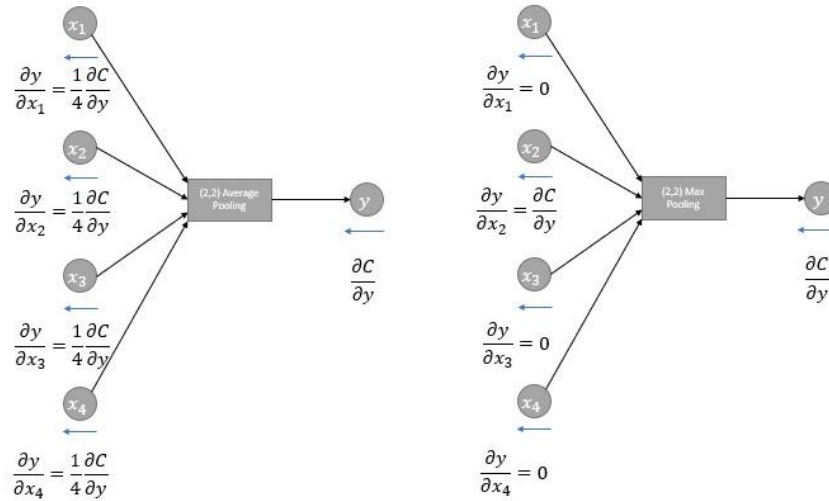 x₁
∂y/∂x₁ = 1/4 ∂C/∂y
x₂
∂y/∂x₂ = 1/4 ∂C/∂y
x₃
∂y/∂x₃ = 1/4 ∂C/∂y
x₄
∂y/∂x₄ = 1/4 ∂C/∂y
(2,2) Average
Pooling
y
∂C/∂y
x₁
∂y/∂x₁ = 0
x₂
∂y/∂x₂ = ∂C/∂y
x₃
∂y/∂x₃ = 0
x₄
∂y/∂x₄ = 0
(2,2) Max
Pooling
y
∂C/∂y